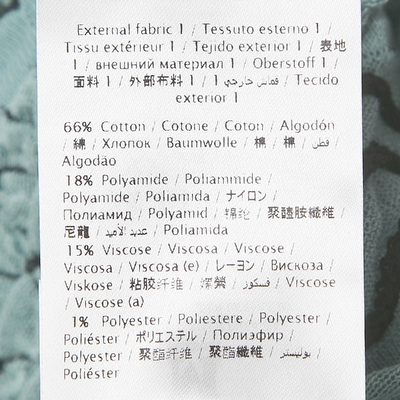 External fabric 1 / Tessuto esterno 1 /
Tissu extérieur 1 / Tejido exterior 1 / 表地
1 / внешний материал 1 / Oberstoff 1 /
面料 1 / 外部布料 1 / قماش خارجي 1 / Tecido
exterior 1
66% Cotton / Cotone / Coton / Algodón
/ 綿 / Хлопок / Baumwolle / 棉 / 棉 / قطن /
Algodão
18% Polyamide / Poliammide /
Polyamide / Poliamida / ナイロン /
Полиамид / Polyamid / 锦纶 / 聚醯胺纖維 /
尼龍 / عديد الأميد / Poliamida
15% Viscose / Viscosa / Viscose /
Viscosa / Viscosa (e) / レーヨン / Вискоза /
Viskose / 粘胶纤维 / 嫘縈 / فسكوز / Viscose
/ Viscose (a)
1% Polyester / Poliestere / Polyester /
Poliéster / ポリエステル / Полиэфир /
Polyester / 聚酯纤维 / 聚酯纖維 / بوليستر /
Poliéster